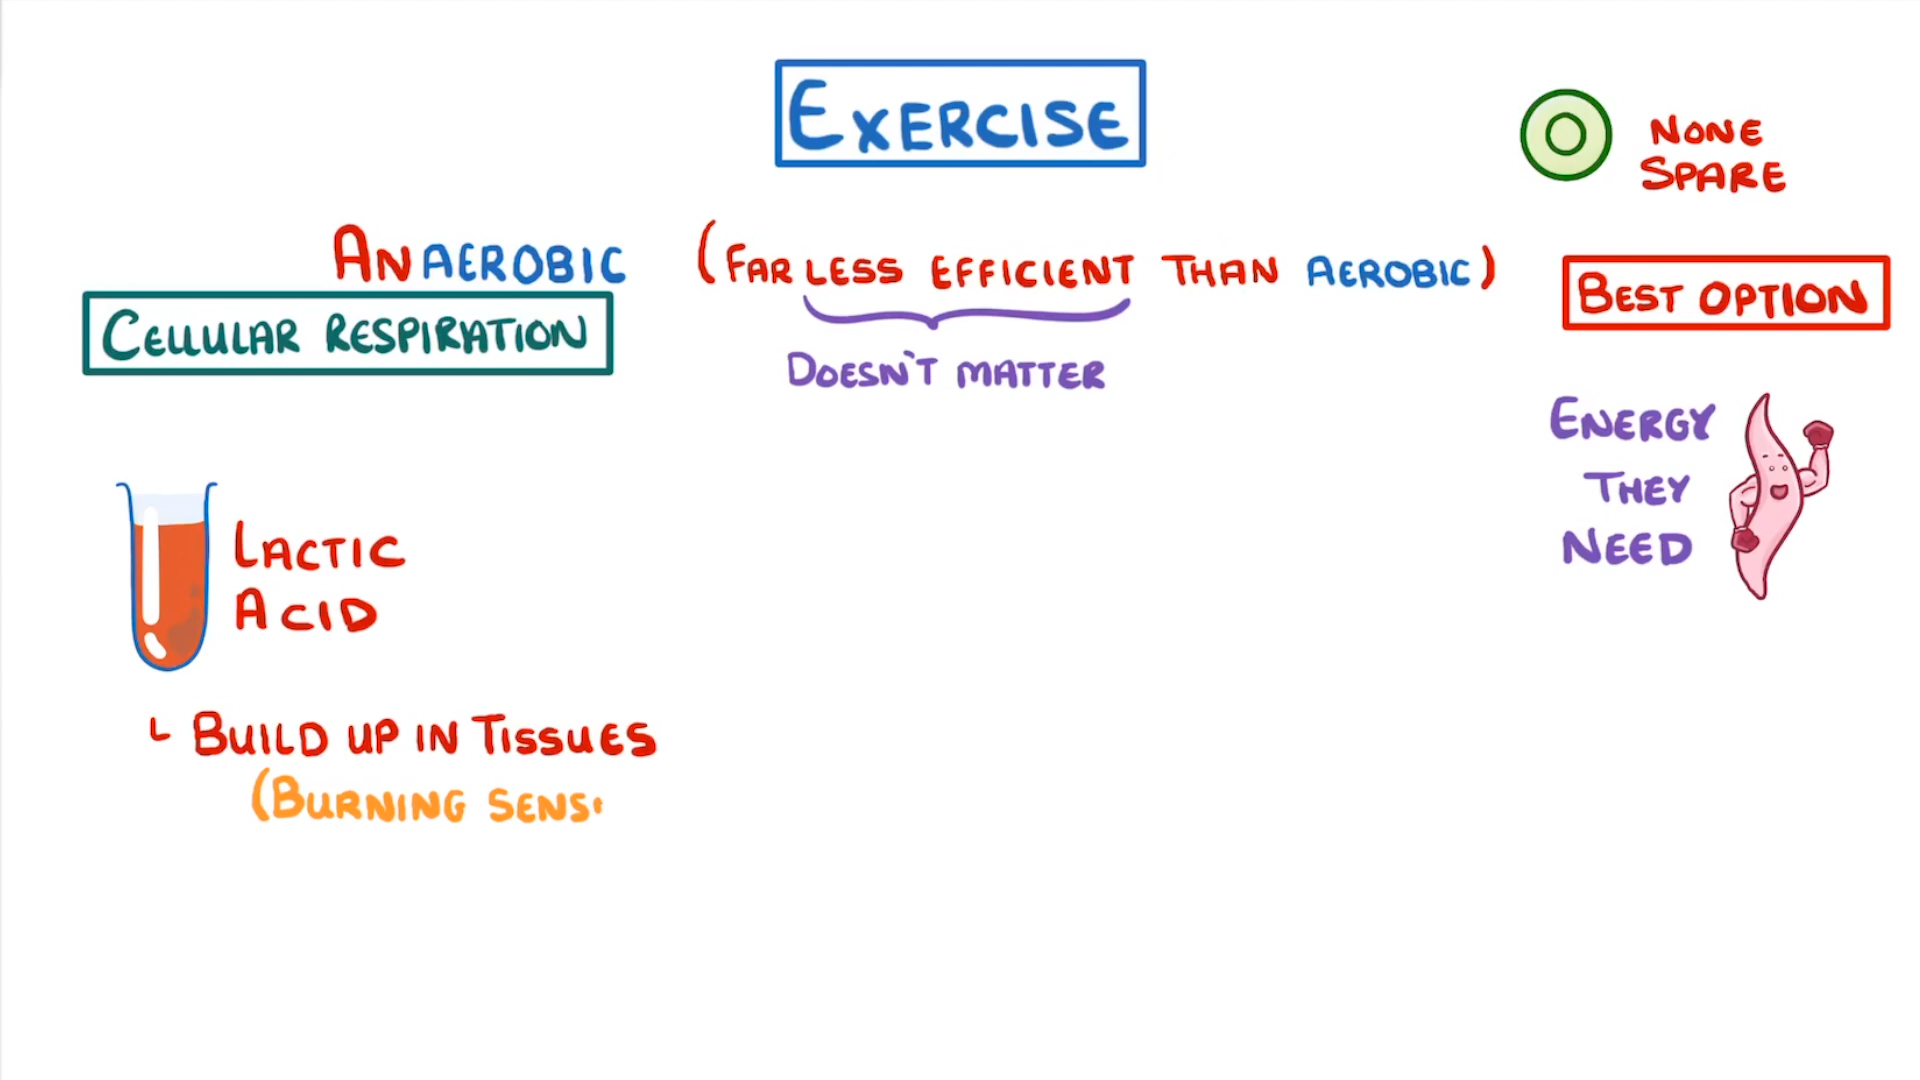 EXERCISE
NONE
SPARE
ANAEROBIC (FAR LESS EFFICIENT THAN AEROBIC)
BEST OPTION
CELLULAR RESPIRATION
DOESN'T MATTER
ENERGY
THEY
NEED
LACTIC
ACID
BUILD UP IN TISSUES
(BURNING SENS